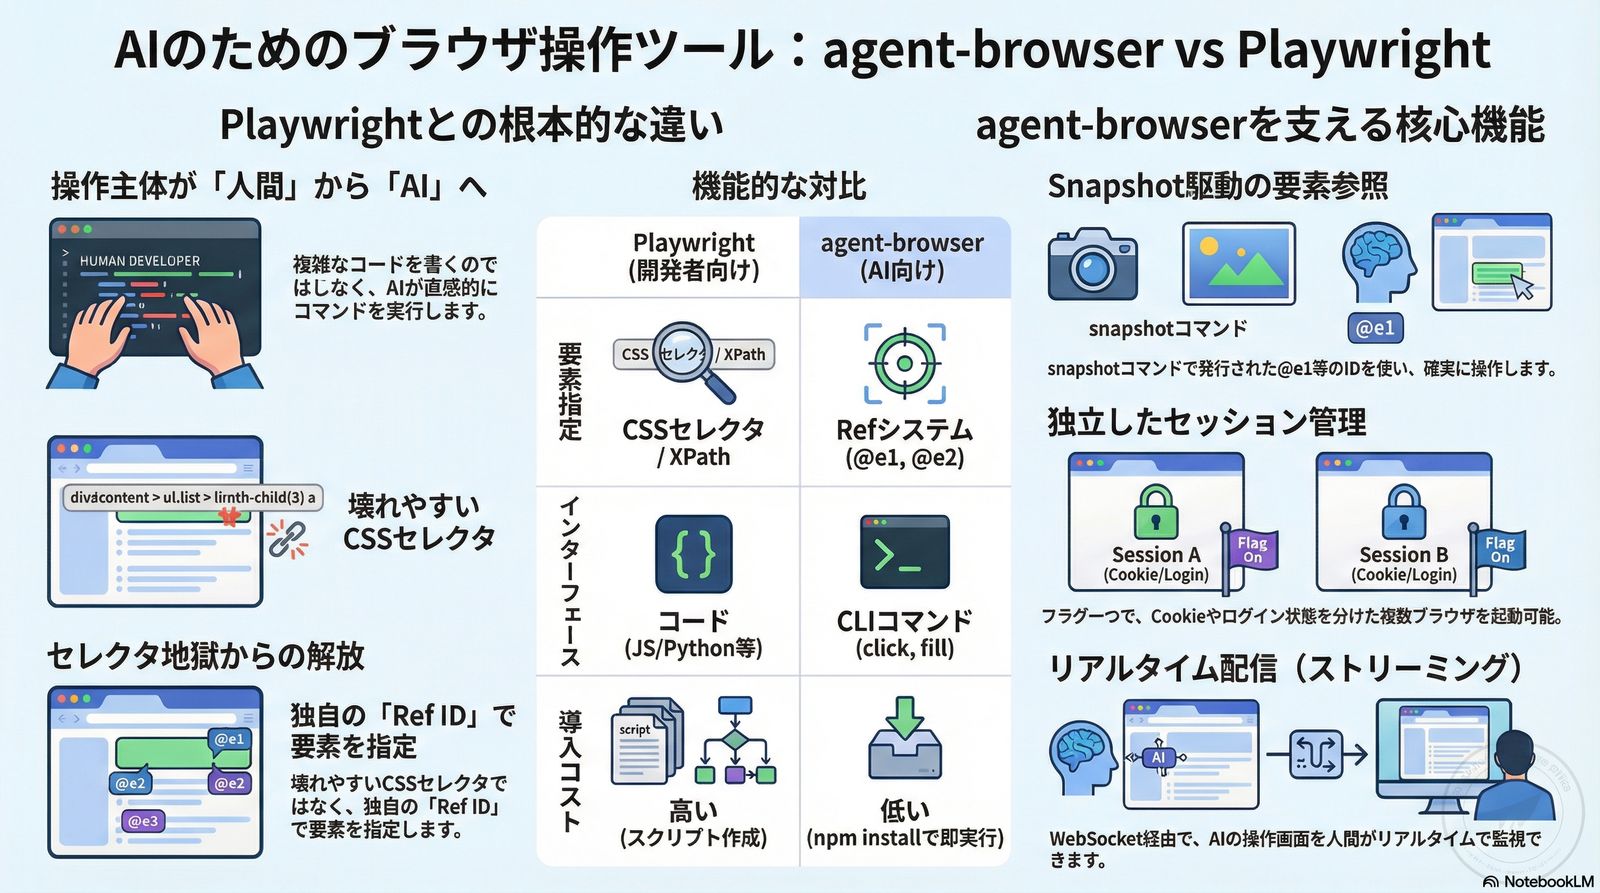 AIのためのブラウザ操作ツール：agent-browser vs Playwright
Playwrightとの根本的な違い
操作主体が「人間」から「AI」へ
HUMAN DEVELOPER
複雑なコードを書くので
はじなく、AIが直感的に
コマンドを実行します。
divːcontent > ul.list > lirnth-child(3) a
壊れやすい
CSSセレクタ
セレクタ地獄からの解放
@e1
@e2
@e2
@e3
独自の「Ref ID」で
要素を指定
壊れやすいCSSセレクタで
はなく、独自の「Ref ID」
で要素を指定します。
機能的な対比
Playwright
(開発者向け)
agent-browser
(AI向け)
要素指定
CSS セレクタ / XPath
CSSセレクタ
/ XPath
Refシステム
(@e1, @e2)
インターフェース
{}
コード
(JS/Python等)
>_
CLIコマンド
(click, fill)
導入コスト
script
高い
(スクリプト作成)
低い
(npm installで即実行)
agent-browserを支える核心機能
Snapshot駆動の要素参照
snapshotコマンド
@e1
snapshotコマンドで発行された@e1等のIDを使い、確実に操作します。
独立したセッション管理
Session A
(Cookie/Login)
Flag
On
Session B
(Cookie/Login)
Flag
On
フラグ一つで、Cookieやログイン状態を分けた複数ブラウザを起動可能。
リアルタイム配信（ストリーミング）
AI
WebSocket経由で、AIの操作画面を人間がリアルタイムで監視で
きます。
NotebookLM